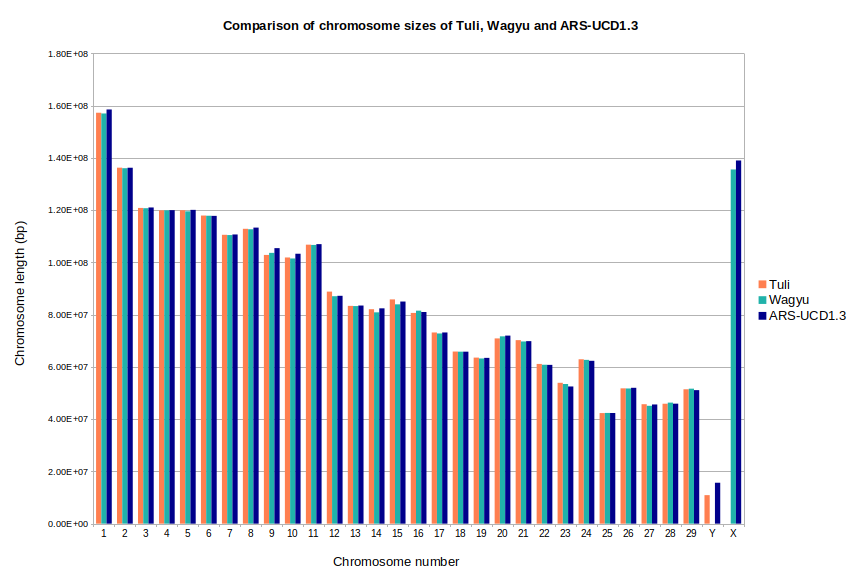 Comparison of chromosome sizes of Tuli, Wagyu and ARS-UCD1.3
Chromosome length (bp)
1.80E+08
1.60E+08
1.40E+08
1.20E+08
1.00E+08
8.00E+07
6.00E+07
4.00E+07
2.00E+07
0.00E+00
1 2 3 4 5 6 7 8 9 10 11 12 13 14 15 16 17 18 19 20 21 22 23 24 25 26 27 28 29 Y X
Chromosome number
Tuli
Wagyu
ARS-UCD1.3